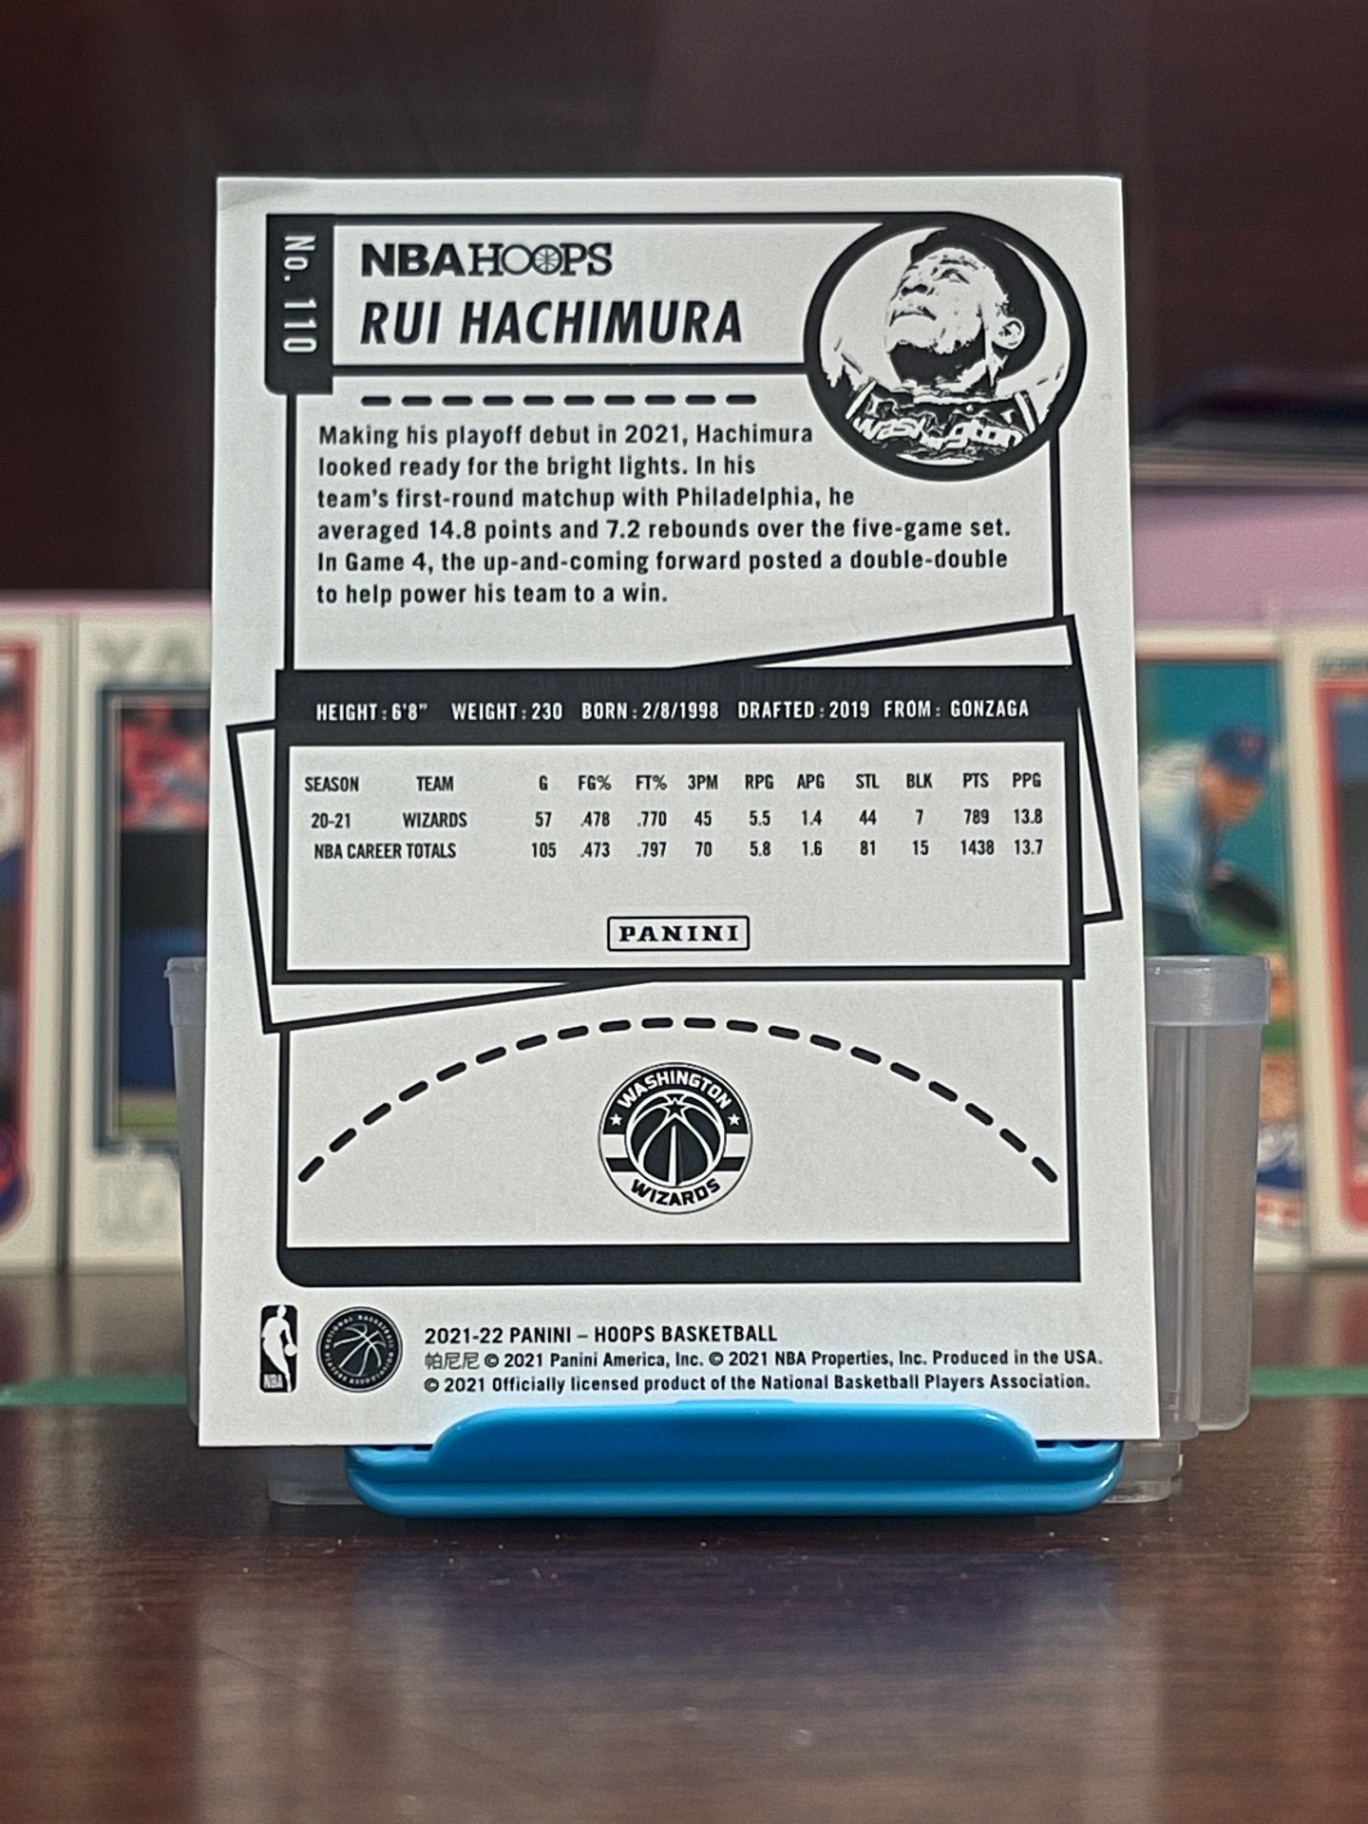 No. 110
NBA HOOPS
RUI HACHIMURA
Washington
Making his playoff debut in 2021, Hachimura
looked ready for the bright lights. In his
team's first-round matchup with Philadelphia, he
averaged 14.8 points and 7.2 rebounds over the five-game set.
In Game 4, the up-and-coming forward posted a double-double
to help power his team to a win.
HEIGHT: 6'8" WEIGHT: 230 BORN: 2/8/1998 DRAFTED: 2019 FROM: GONZAGA
SEASON TEAM G FG% FT% 3PM RPG APG STL BLK PTS PPG
20-21 WIZARDS 57 .478 .770 45 5.5 1.4 44 7 789 13.8
NBA CAREER TOTALS 105 .473 .797 70 5.8 1.6 81 15 1438 13.7
PANINI
WASHINGTON
WIZARDS
NBA
2021-22 PANINI – HOOPS BASKETBALL
帕尼尼 © 2021 Panini America, Inc. © 2021 NBA Properties, Inc. Produced in the USA.
© 2021 Officially licensed product of the National Basketball Players Association.